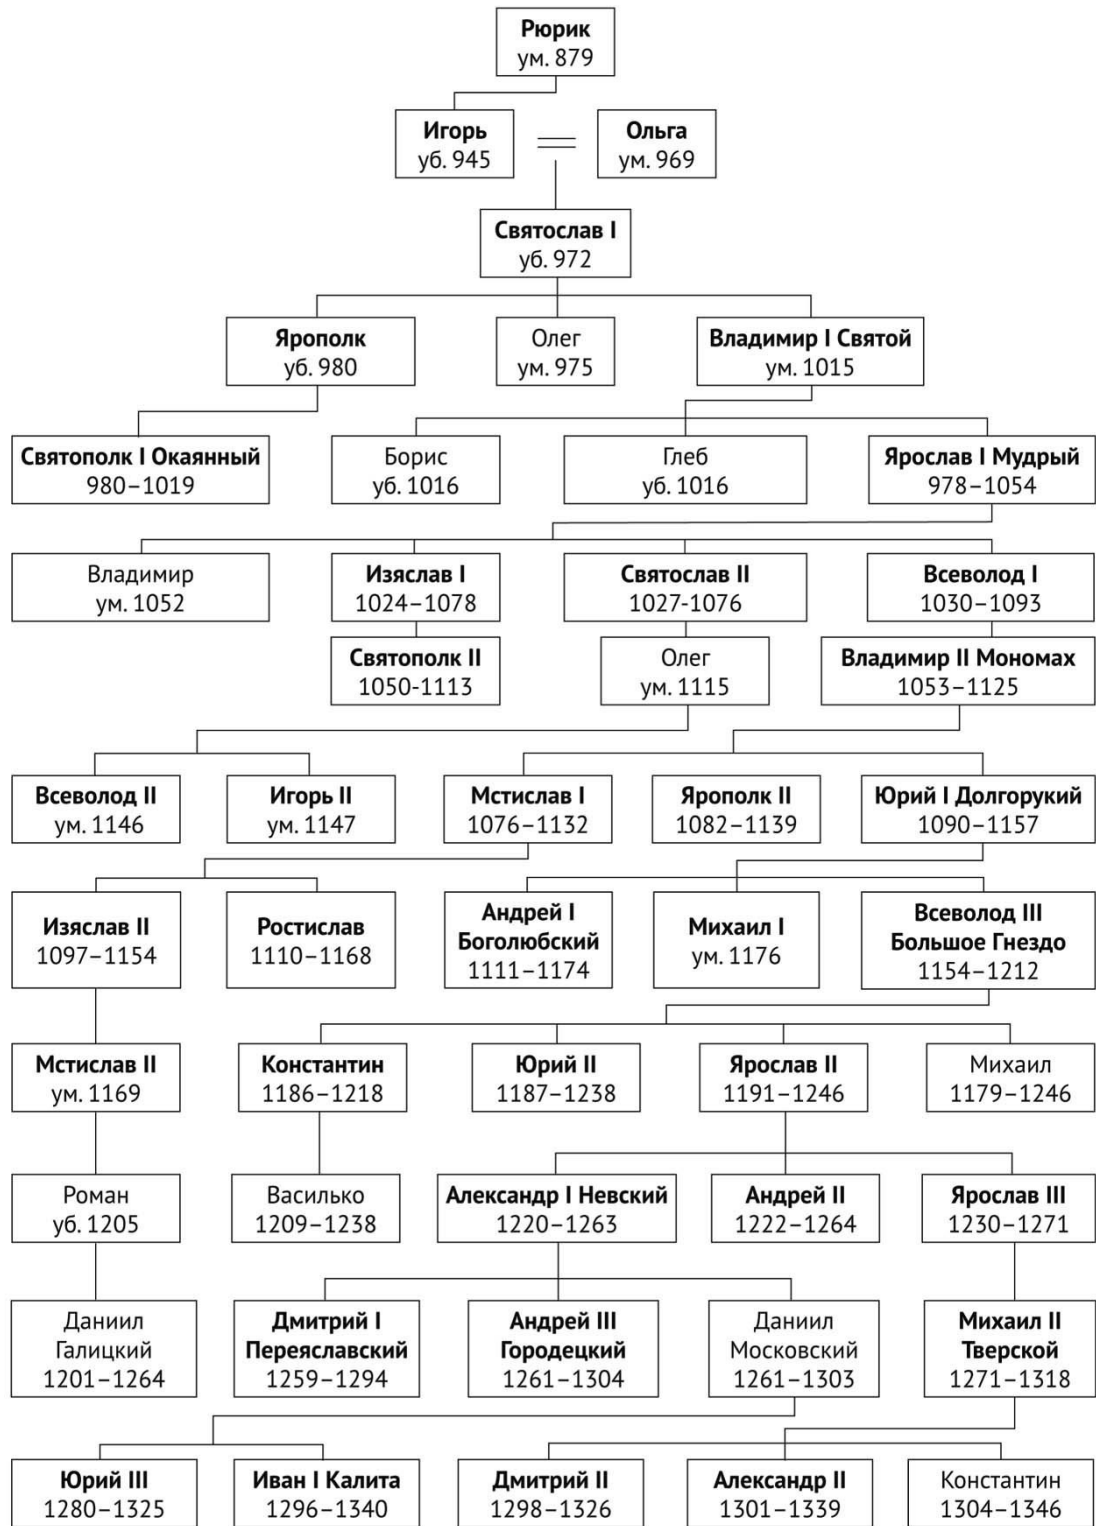 Рюрик
ум. 879
Игорь
уб. 945
Ольга
ум. 969
Святослав I
уб. 972
Ярополк
уб. 980
Олег
ум. 975
Владимир I Святой
ум. 1015
Святополк I Окаянный
980–1019
Борис
уб. 1016
Глеб
уб. 1016
Ярослав I Мудрый
978–1054
Владимир
ум. 1052
Изяслав I
1024–1078
Святослав II
1027-1076
Всеволод I
1030–1093
Святополк II
1050-1113
Олег
ум. 1115
Владимир II Мономах
1053–1125
Всеволод II
ум. 1146
Игорь II
ум. 1147
Мстислав I
1076–1132
Ярополк II
1082–1139
Юрий I Долгорукий
1090–1157
Изяслав II
1097–1154
Ростислав
1110–1168
Андрей I
Боголюбский
1111–1174
Михаил I
ум. 1176
Всеволод III
Большое Гнездо
1154–1212
Мстислав II
ум. 1169
Константин
1186–1218
Юрий II
1187–1238
Ярослав II
1191–1246
Михаил
1179–1246
Роман
уб. 1205
Василько
1209–1238
Александр I Невский
1220–1263
Андрей II
1222–1264
Ярослав III
1230–1271
Даниил
Галицкий
1201–1264
Дмитрий I
Переяславский
1259–1294
Андрей III
Городецкий
1261–1304
Даниил
Московский
1261–1303
Михаил II
Тверской
1271–1318
Юрий III
1280–1325
Иван I Калита
1296–1340
Дмитрий II
1298–1326
Александр II
1301–1339
Константин
1304–1346